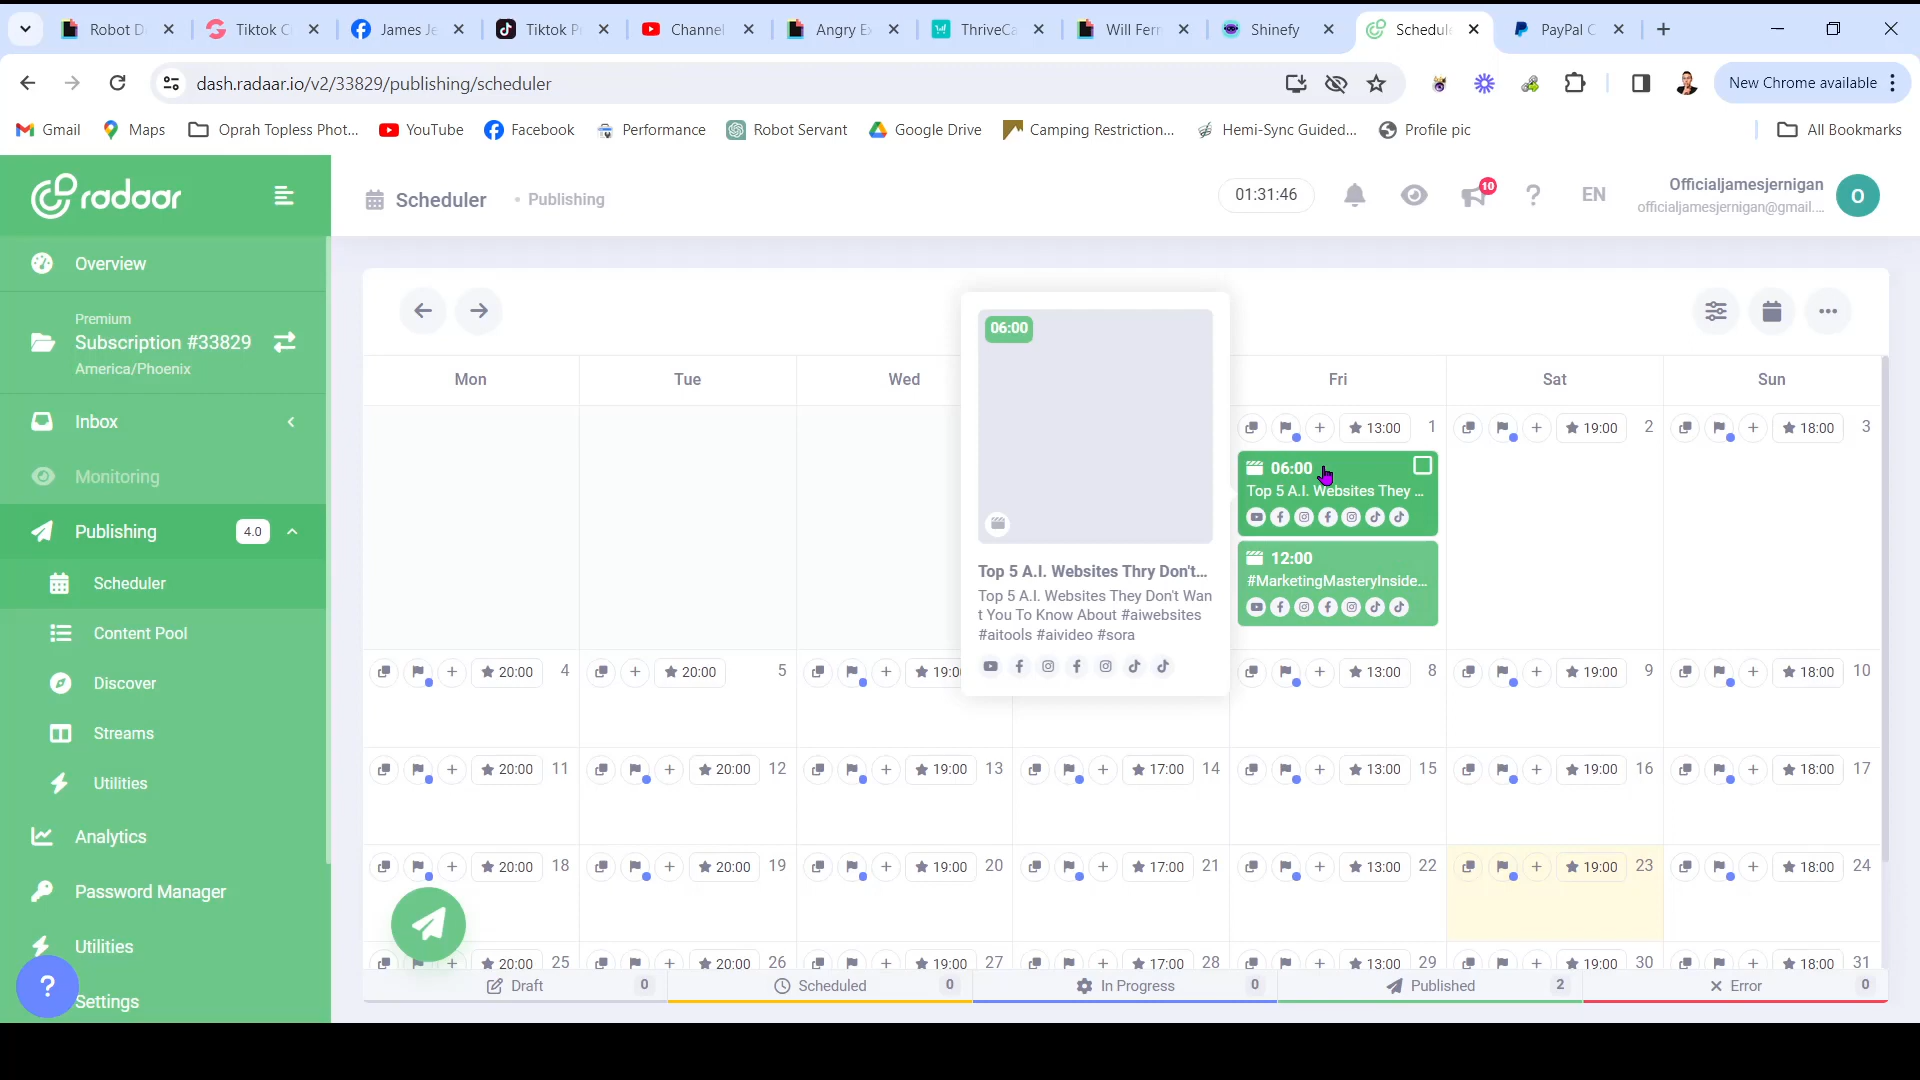 Robot D
Tiktok C
James Je
Tiktok P
Channel
Angry E
ThriveCa
Will Ferr
Shinefy
Schedule
PayPal C
dash.radaar.io/v2/33829/publishing/scheduler
New Chrome available
Gmail
Maps
Oprah Topless Phot...
YouTube
Facebook
Performance
Robot Servant
Google Drive
Camping Restriction...
Hemi-Sync Guided...
Profile pic
All Bookmarks
radaar
Scheduler
• Publishing
01:31:46
10
?
EN
Officialjamesjernigan
officialjamesjernigan@gmail....
O
Overview
Premium
Subscription #33829
America/Phoenix
Inbox
Monitoring
Publishing 4.0
Scheduler
Content Pool
Discover
Streams
Utilities
Analytics
Password Manager
Utilities
Settings
?
Mon
Tue
Wed
Fri
Sat
Sun
13:00 1
19:00 2
18:00 3
06:00
Top 5 A.I. Websites They ...
12:00
#MarketingMasteryInside...
06:00
Top 5 A.I. Websites Thry Don't...
Top 5 A.I. Websites They Don't Wan
t You To Know About #aiwebsites
#aitools #aivideo #sora
20:00 4
20:00 5
19:00
13:00 8
19:00 9
18:00 10
20:00 11
20:00 12
19:00 13
17:00 14
13:00 15
19:00 16
18:00 17
20:00 18
20:00 19
19:00 20
17:00 21
13:00 22
19:00 23
18:00 24
20:00 25
20:00 26
19:00 27
17:00 28
13:00 29
19:00 30
18:00 31
Draft 0
Scheduled 0
In Progress 0
Published 2
Error 0